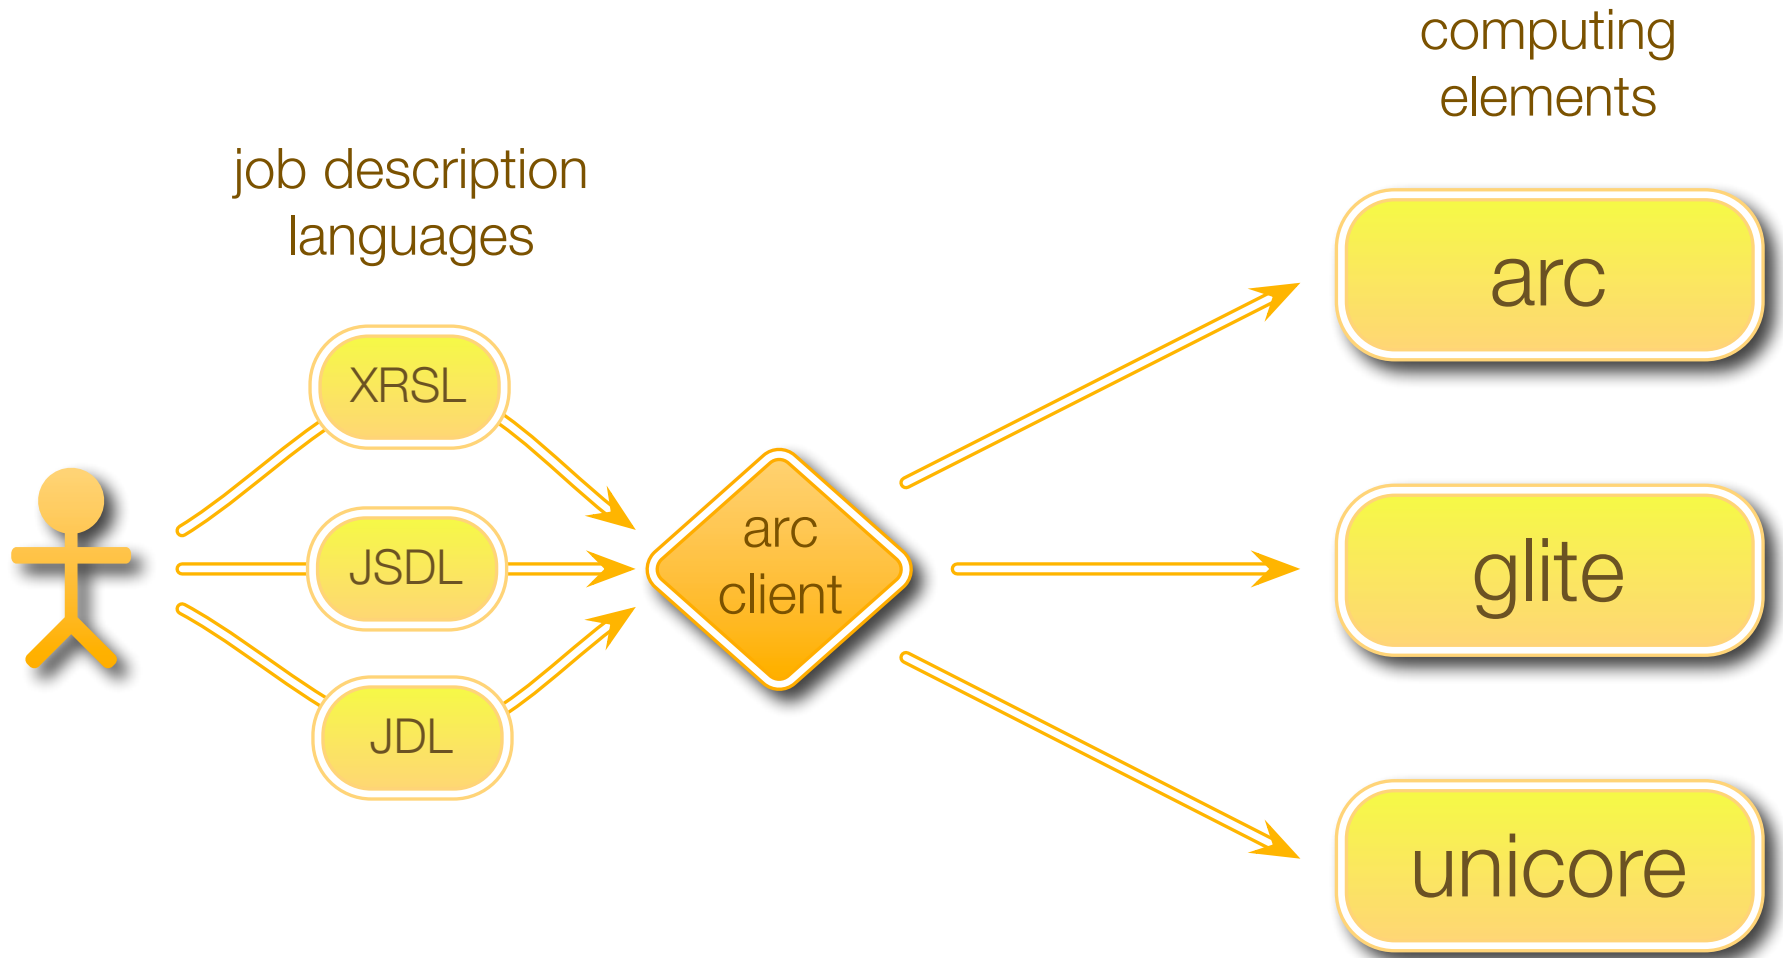 computing
elements
job description
languages
arc
XRSL
arc
client
JSDL
glite
JDL
unicore